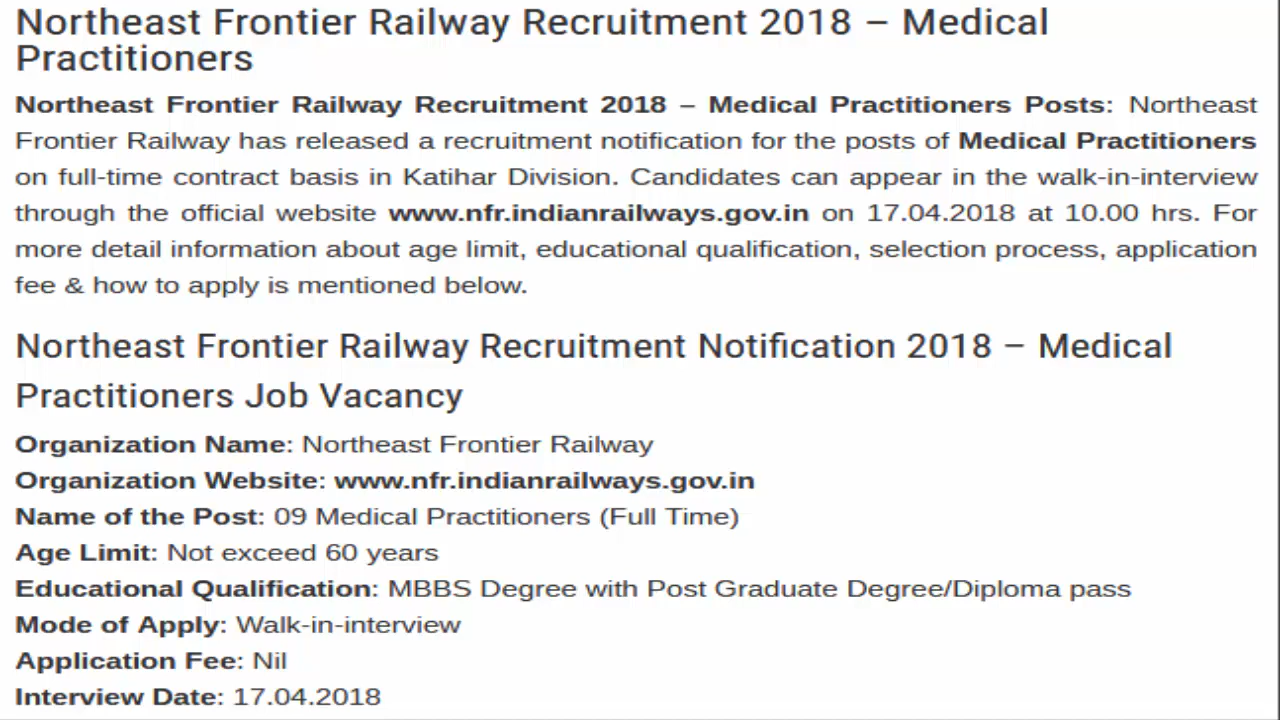 Northeast Frontier Railway Recruitment 2018 – Medical
Practitioners
Northeast Frontier Railway Recruitment 2018 – Medical Practitioners Posts: Northeast
Frontier Railway has released a recruitment notification for the posts of Medical Practitioners
on full-time contract basis in Katihar Division. Candidates can appear in the walk-in-interview
through the official website www.nfr.indianrailways.gov.in on 17.04.2018 at 10.00 hrs. For
more detail information about age limit, educational qualification, selection process, application
fee & how to apply is mentioned below.
Northeast Frontier Railway Recruitment Notification 2018 – Medical
Practitioners Job Vacancy
Organization Name: Northeast Frontier Railway
Organization Website: www.nfr.indianrailways.gov.in
Name of the Post: 09 Medical Practitioners (Full Time)
Age Limit: Not exceed 60 years
Educational Qualification: MBBS Degree with Post Graduate Degree/Diploma pass
Mode of Apply: Walk-in-interview
Application Fee: Nil
Interview Date: 17.04.2018